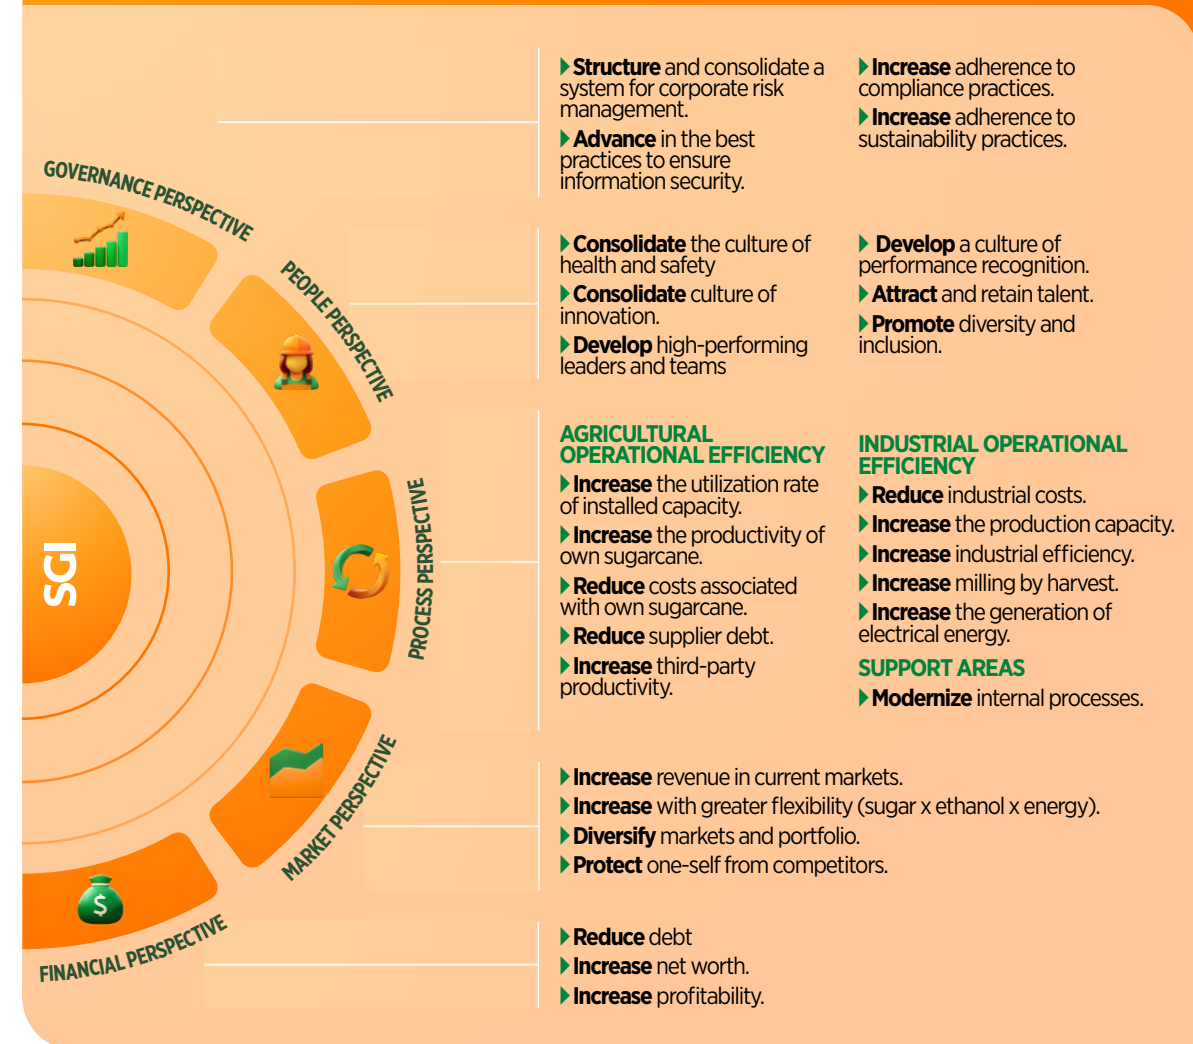 GOVERNANCE PERSPECTIVE
Structure and consolidate a
system for corporate risk
management.
Advance in the best
practices to ensure
information security.
Increase adherence to
compliance practices.
Increase adherence to
sustainability practices.
PEOPLE PERSPECTIVE
Consolidate the culture of
health and safety
Consolidate culture of
innovation.
Develop high-performing
leaders and teams
Develop a culture of
performance recognition.
Attract and retain talent.
Promote diversity and
inclusion.
SGI
PROCESS PERSPECTIVE
AGRICULTURAL
OPERATIONAL EFFICIENCY
Increase the utilization rate
of installed capacity.
Increase the productivity of
own sugarcane.
Reduce costs associated
with own sugarcane.
Reduce supplier debt.
Increase third-party
productivity.
INDUSTRIAL OPERATIONAL
EFFICIENCY
Reduce industrial costs.
Increase the production capacity.
Increase industrial efficiency.
Increase milling by harvest.
Increase the generation of
electrical energy.
SUPPORT AREAS
Modernize internal processes.
MARKET PERSPECTIVE
Increase revenue in current markets.
Increase with greater flexibility (sugar x ethanol x energy).
Diversify markets and portfolio.
Protect one-self from competitors.
$
FINANCIAL PERSPECTIVE
Reduce debt
Increase net worth.
Increase profitability.